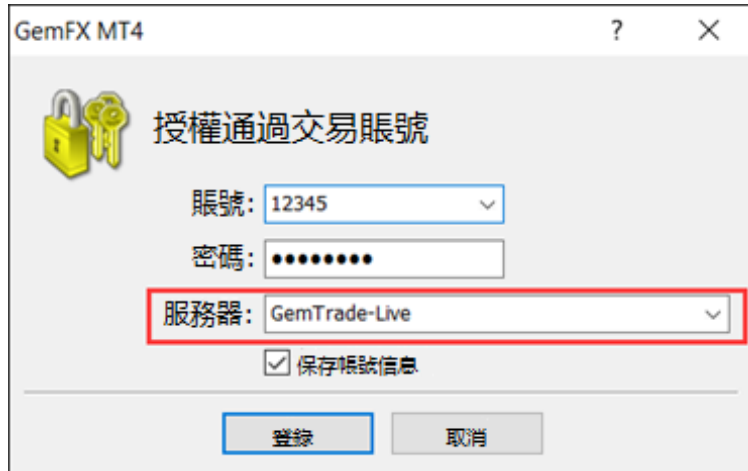 GemFX MT4 ?
授權通過交易賬號
賬號: 12345
密碼: ●●●●●●●●
服務器: GemTrade-Live
保存帳號信息
登錄 取消